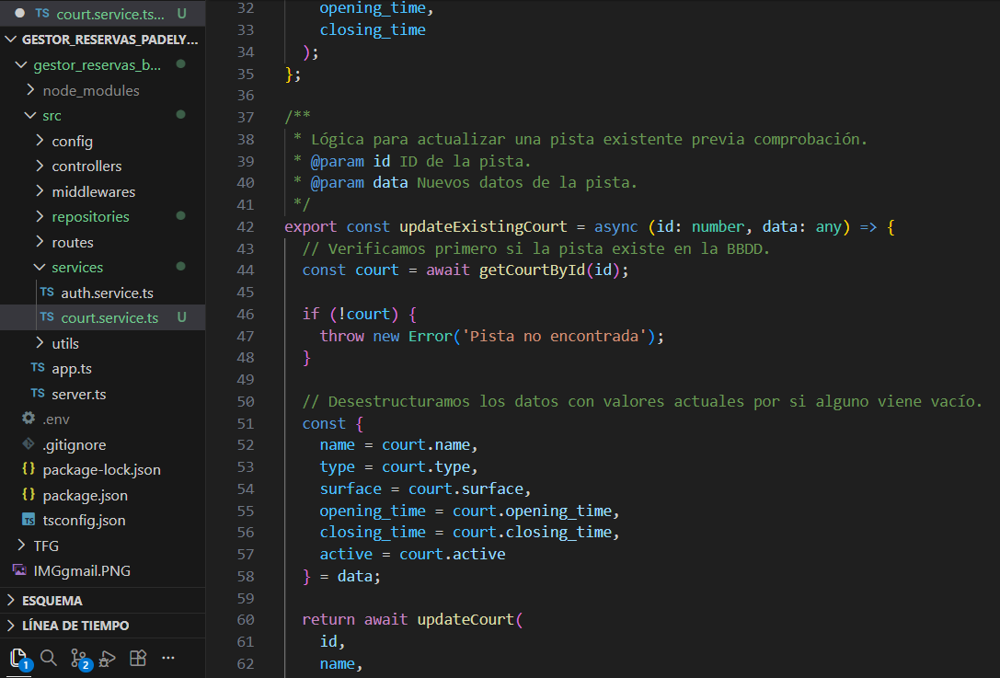 TS court.service.ts... U
GESTOR_RESERVAS_PADELY...
gestor_reservas_b...
node_modules
src
config
controllers
middlewares
repositories
routes
services
TS auth.service.ts
TS court.service.ts U
utils
TS app.ts
TS server.ts
.env
.gitignore
{} package-lock.json
{} package.json
TS tsconfig.json
TFG
IMGgmail.PNG
ESQUEMA
LÍNEA DE TIEMPO
1
2
32 opening_time,
33 closing_time
34 );
35 };
36
37 /**
38 * Lógica para actualizar una pista existente previa comprobación.
39 * @param id ID de la pista.
40 * @param data Nuevos datos de la pista.
41 */
42 export const updateExistingCourt = async (id: number, data: any) => {
43 // Verificamos primero si la pista existe en la BBDD.
44 const court = await getCourtById(id);
45
46 if (!court) {
47 throw new Error('Pista no encontrada');
48 }
49
50 // Desestructuramos los datos con valores actuales por si alguno viene vacío.
51 const {
52 name = court.name,
53 type = court.type,
54 surface = court.surface,
55 opening_time = court.opening_time,
56 closing_time = court.closing_time,
57 active = court.active
58 } = data;
59
60 return await updateCourt(
61 id,
62 name,